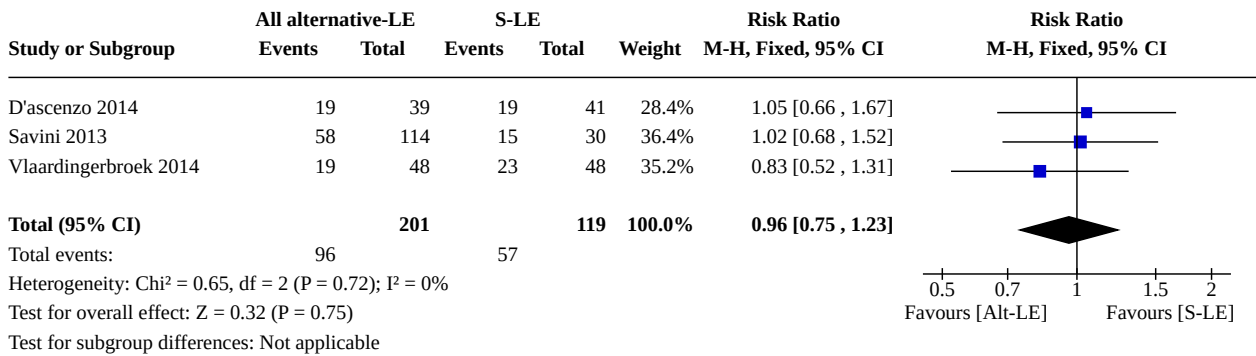 All alternative-LE S-LE Risk Ratio Risk Ratio
Study or Subgroup Events Total Events Total Weight M-H, Fixed, 95% CI M-H, Fixed, 95% CI
D'ascenzo 2014 19 39 19 41 28.4% 1.05 [0.66 , 1.67]
Savini 2013 58 114 15 30 36.4% 1.02 [0.68 , 1.52]
Vlaardingerbroek 2014 19 48 23 48 35.2% 0.83 [0.52 , 1.31]
Total (95% CI) 201 119 100.0% 0.96 [0.75 , 1.23]
Total events: 96 57
Heterogeneity: Chi² = 0.65, df = 2 (P = 0.72); I² = 0%
0.5 0.7 1 1.5 2
Test for overall effect: Z = 0.32 (P = 0.75)
Favours [Alt-LE] Favours [S-LE]
Test for subgroup differences: Not applicable